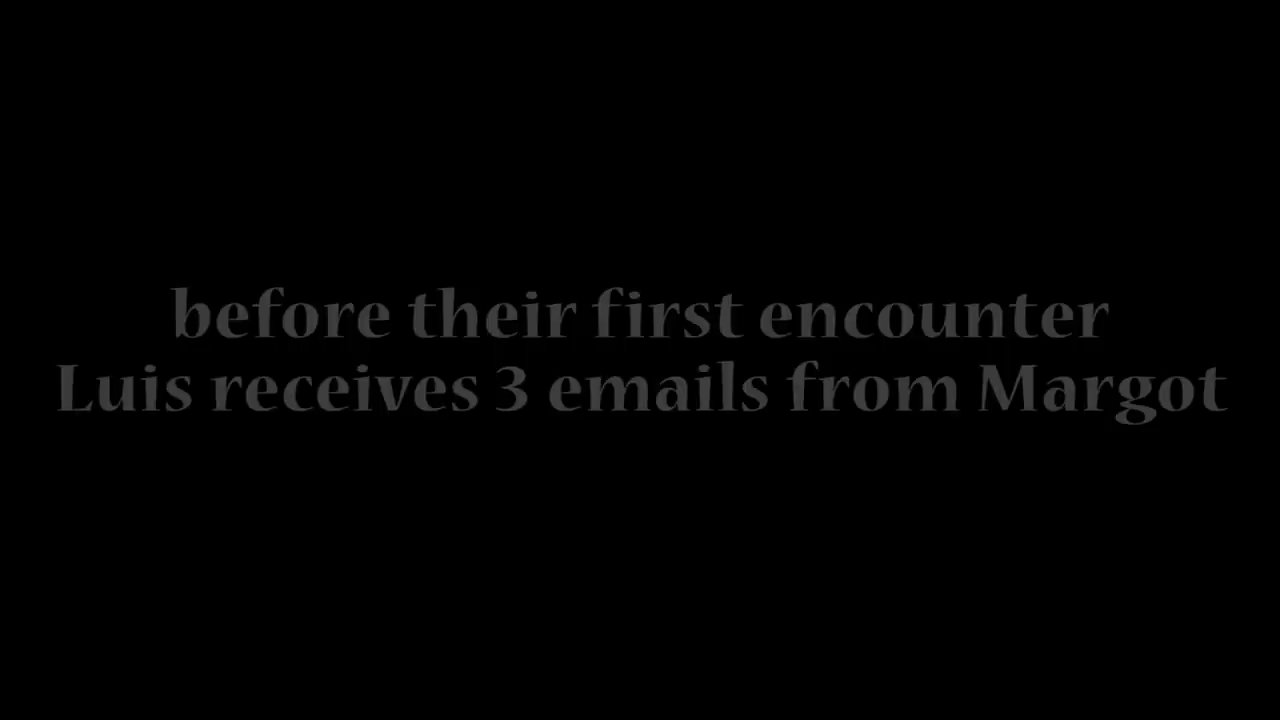 before their first encounter
Luis receives 3 emails from Margot